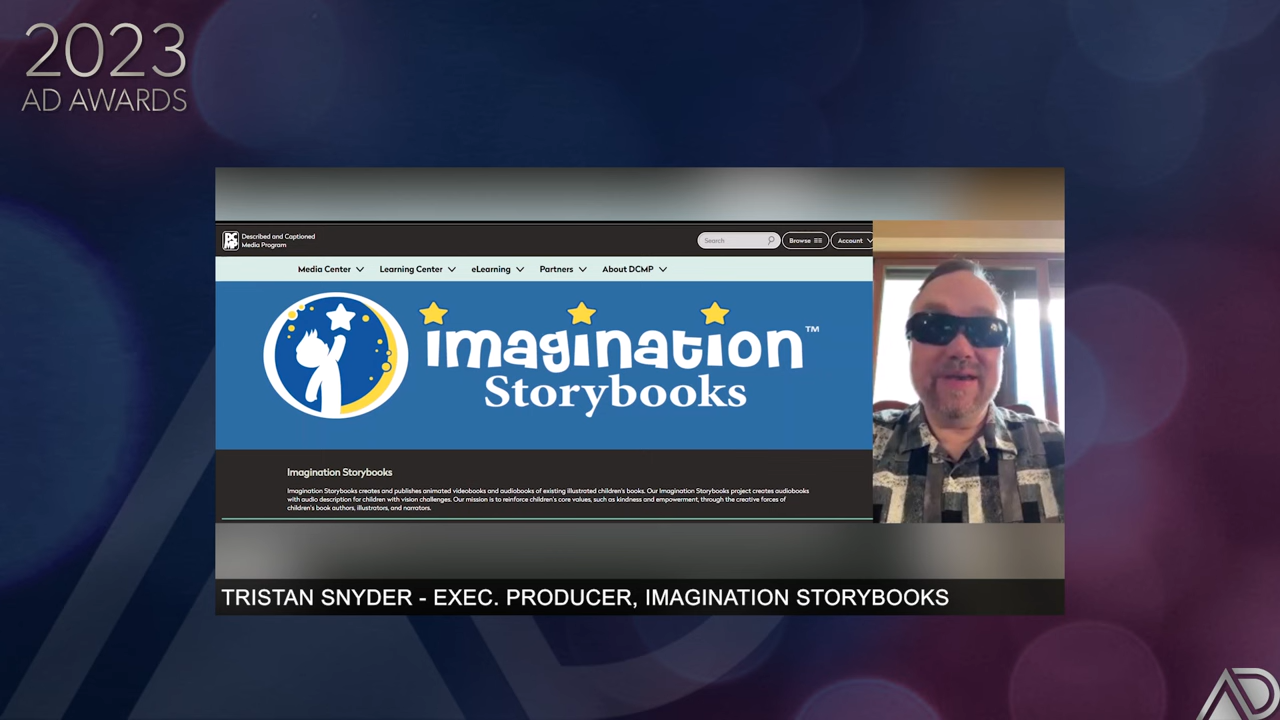 2023
AD AWARDS
DCMP
Described and Captioned
Media Program
Search
Browse
Account
Media Center
Learning Center
eLearning
Partners
About DCMP
imagination™
Storybooks
Imagination Storybooks
Imagination Storybooks creates and publishes animated videobooks and audiobooks of existing illustrated children's books. Our Imagination Storybooks project creates audiobooks
with audio description for children with vision challenges. Our mission is to reinforce children's core values, such as kindness and empowerment, through the creative forces of
children's book authors, illustrators, and narrators.
TRISTAN SNYDER - EXEC. PRODUCER, IMAGINATION STORYBOOKS
AD